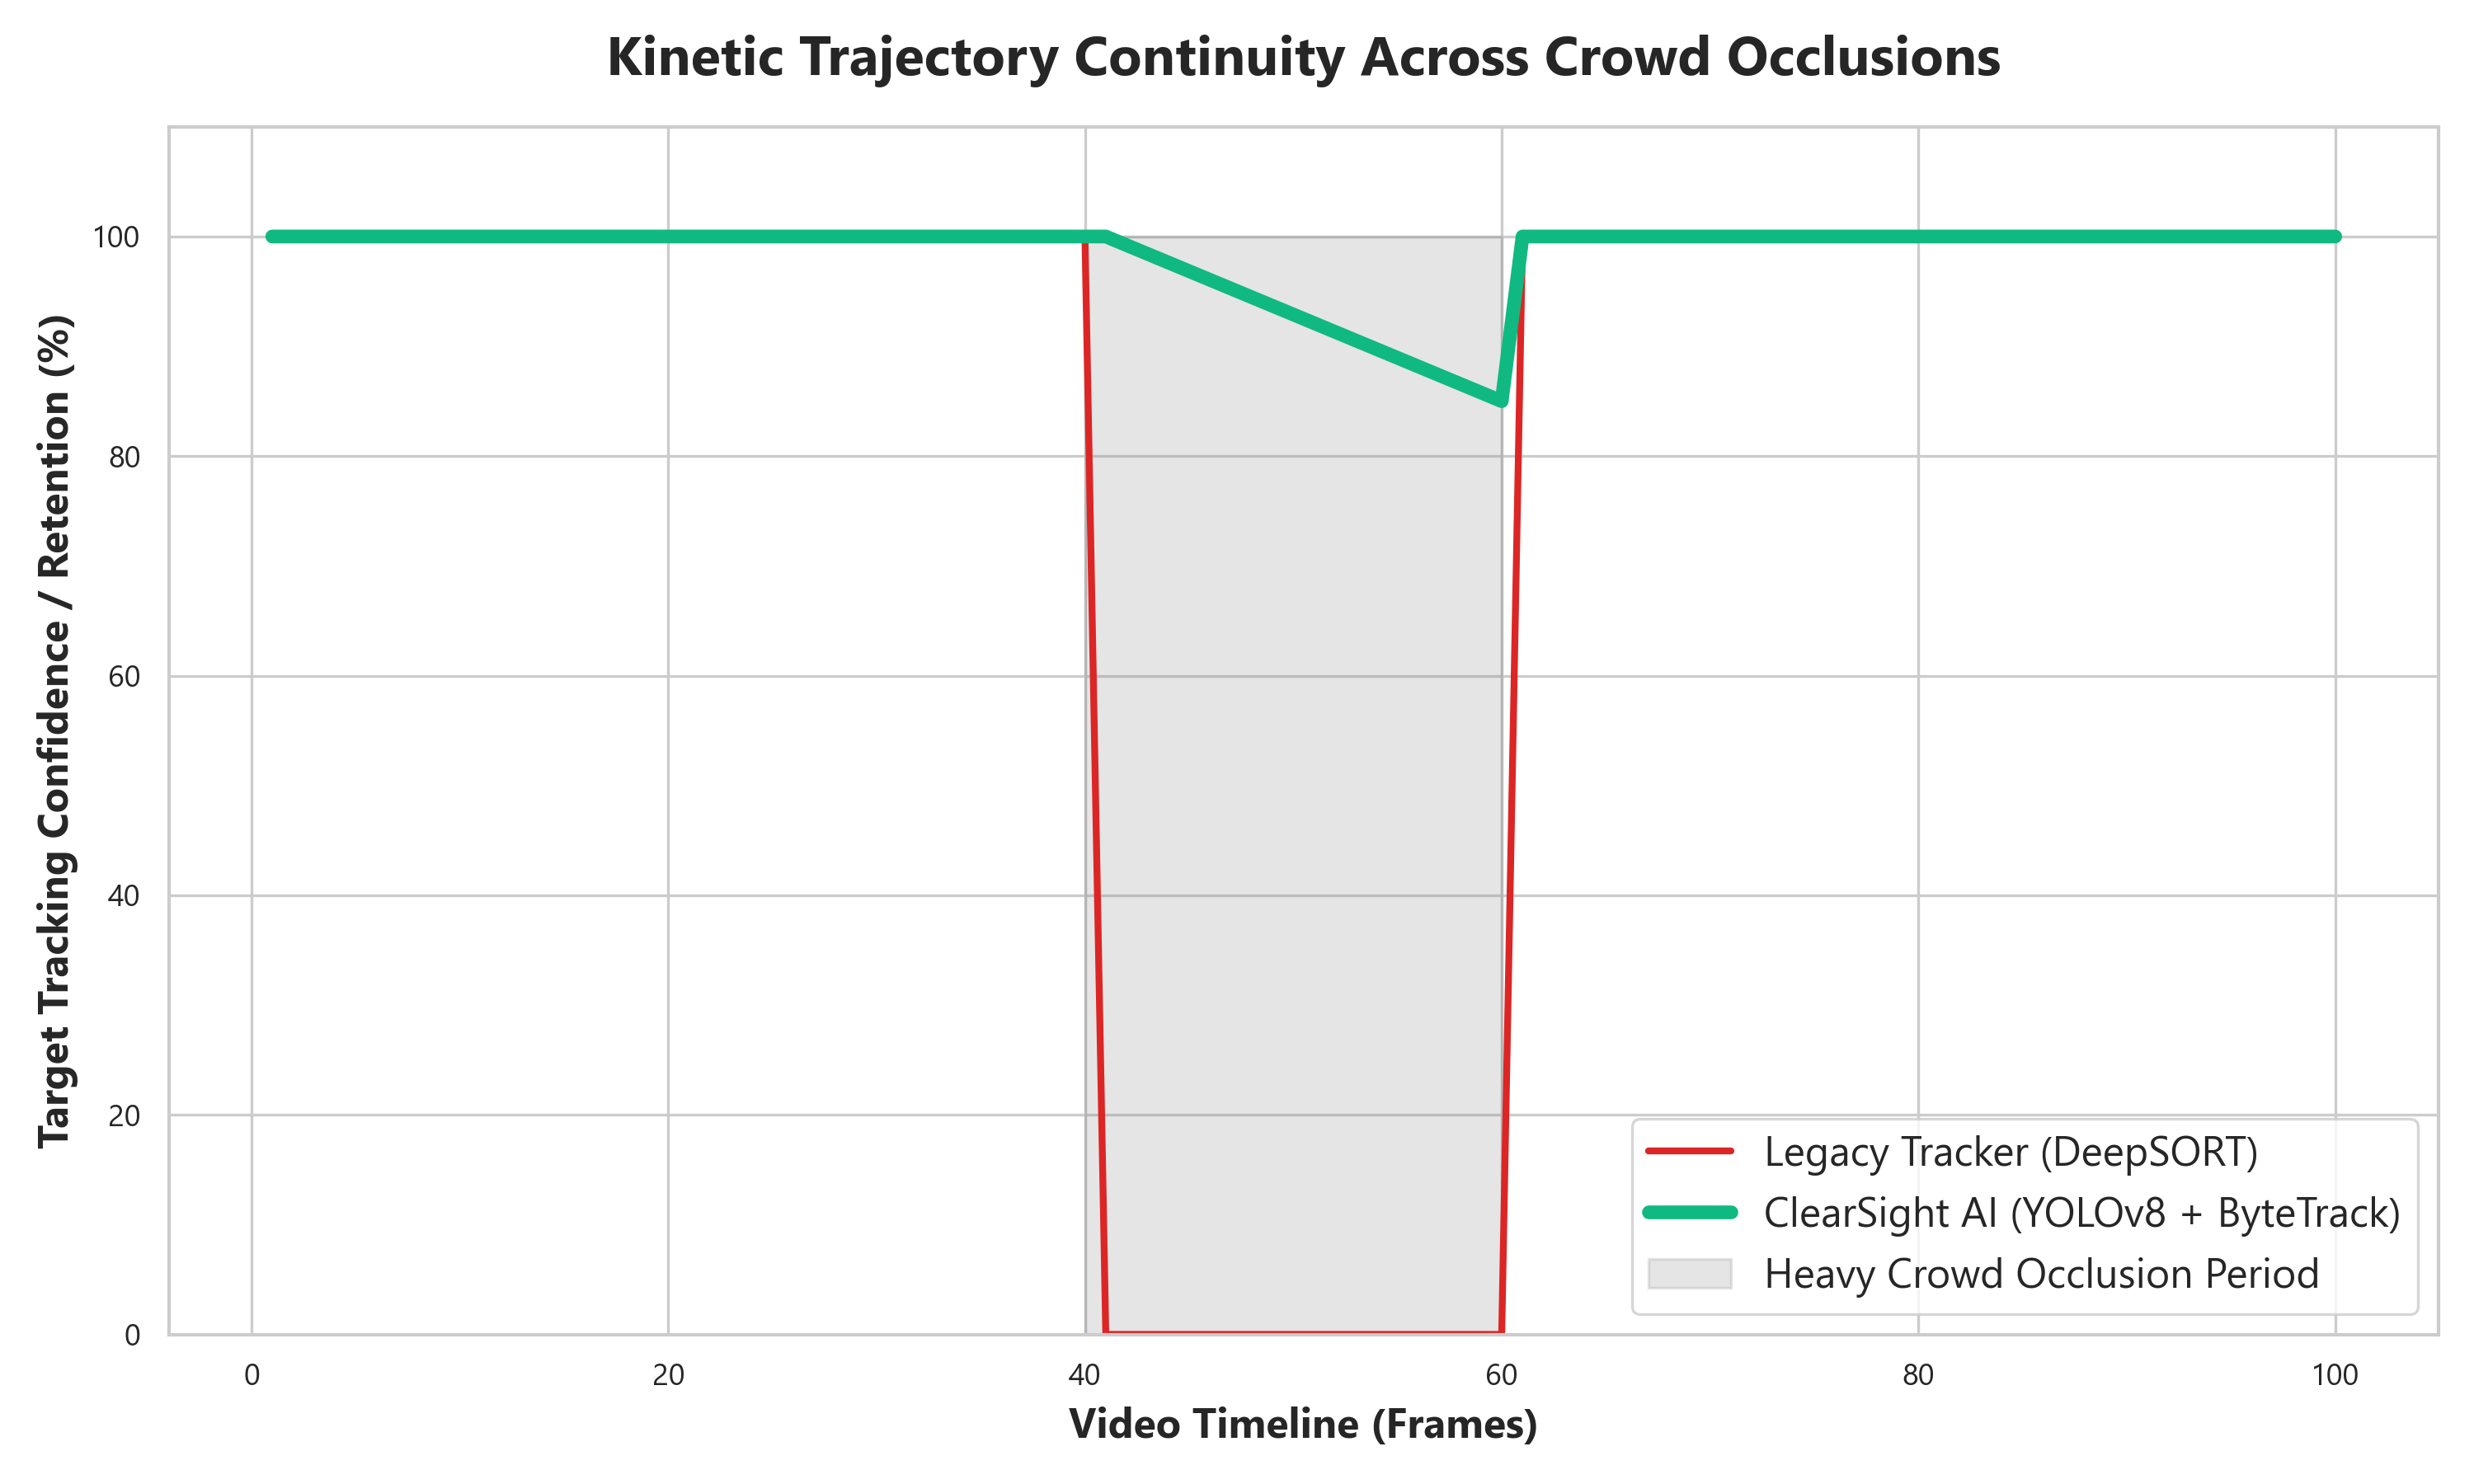 Kinetic Trajectory Continuity Across Crowd Occlusions
Target Tracking Confidence / Retention (%)
100
80
60
40
20
0
0
20
40
60
80
100
Video Timeline (Frames)
Legacy Tracker (DeepSORT)
ClearSight AI (YOLOv8 + ByteTrack)
Heavy Crowd Occlusion Period